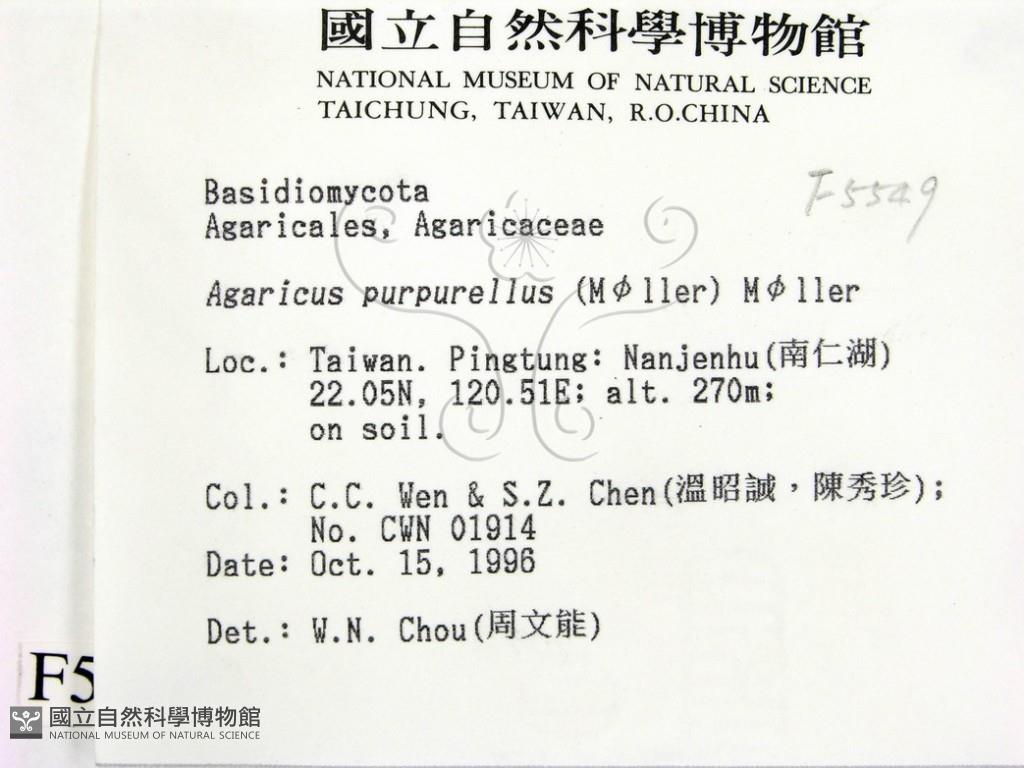 國立自然科學博物館
NATIONAL MUSEUM OF NATURAL SCIENCE
TAICHUNG, TAIWAN, R.O.CHINA
F5549
Basidiomycota
Agaricales, Agaricaceae
Agaricus purpurellus (Mφller) Mφller
Loc.: Taiwan. Pingtung: Nanjenhu(南仁湖)
22.05N, 120.51E; alt. 270m;
on soil.
Col.: C.C. Wen & S.Z. Chen(溫昭誠，陳秀珍);
No. CWN 01914
Date: Oct. 15, 1996
Det.: W.N. Chou(周文能)
F5
國立自然科學博物館
NATIONAL MUSEUM OF NATURAL SCIENCE